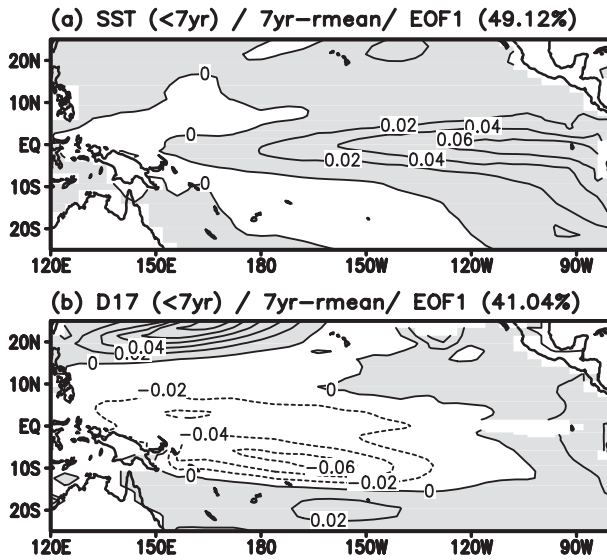 (a) SST (<7yr) / 7yr-rmean/ EOF1 (49.12%)
20N
10N
EQ
10S
20S
0
0
0
0.02
0.04
0.06
0.02
0.04
120E 150E 180 150W 120W 90W
(b) D17 (<7yr) / 7yr-rmean/ EOF1 (41.04%)
20N
10N
EQ
10S
20S
0.04
0.02
0
0
-0.02
-0.04
-0.06
-0.02
0
0
0.02
120E 150E 180 150W 120W 90W